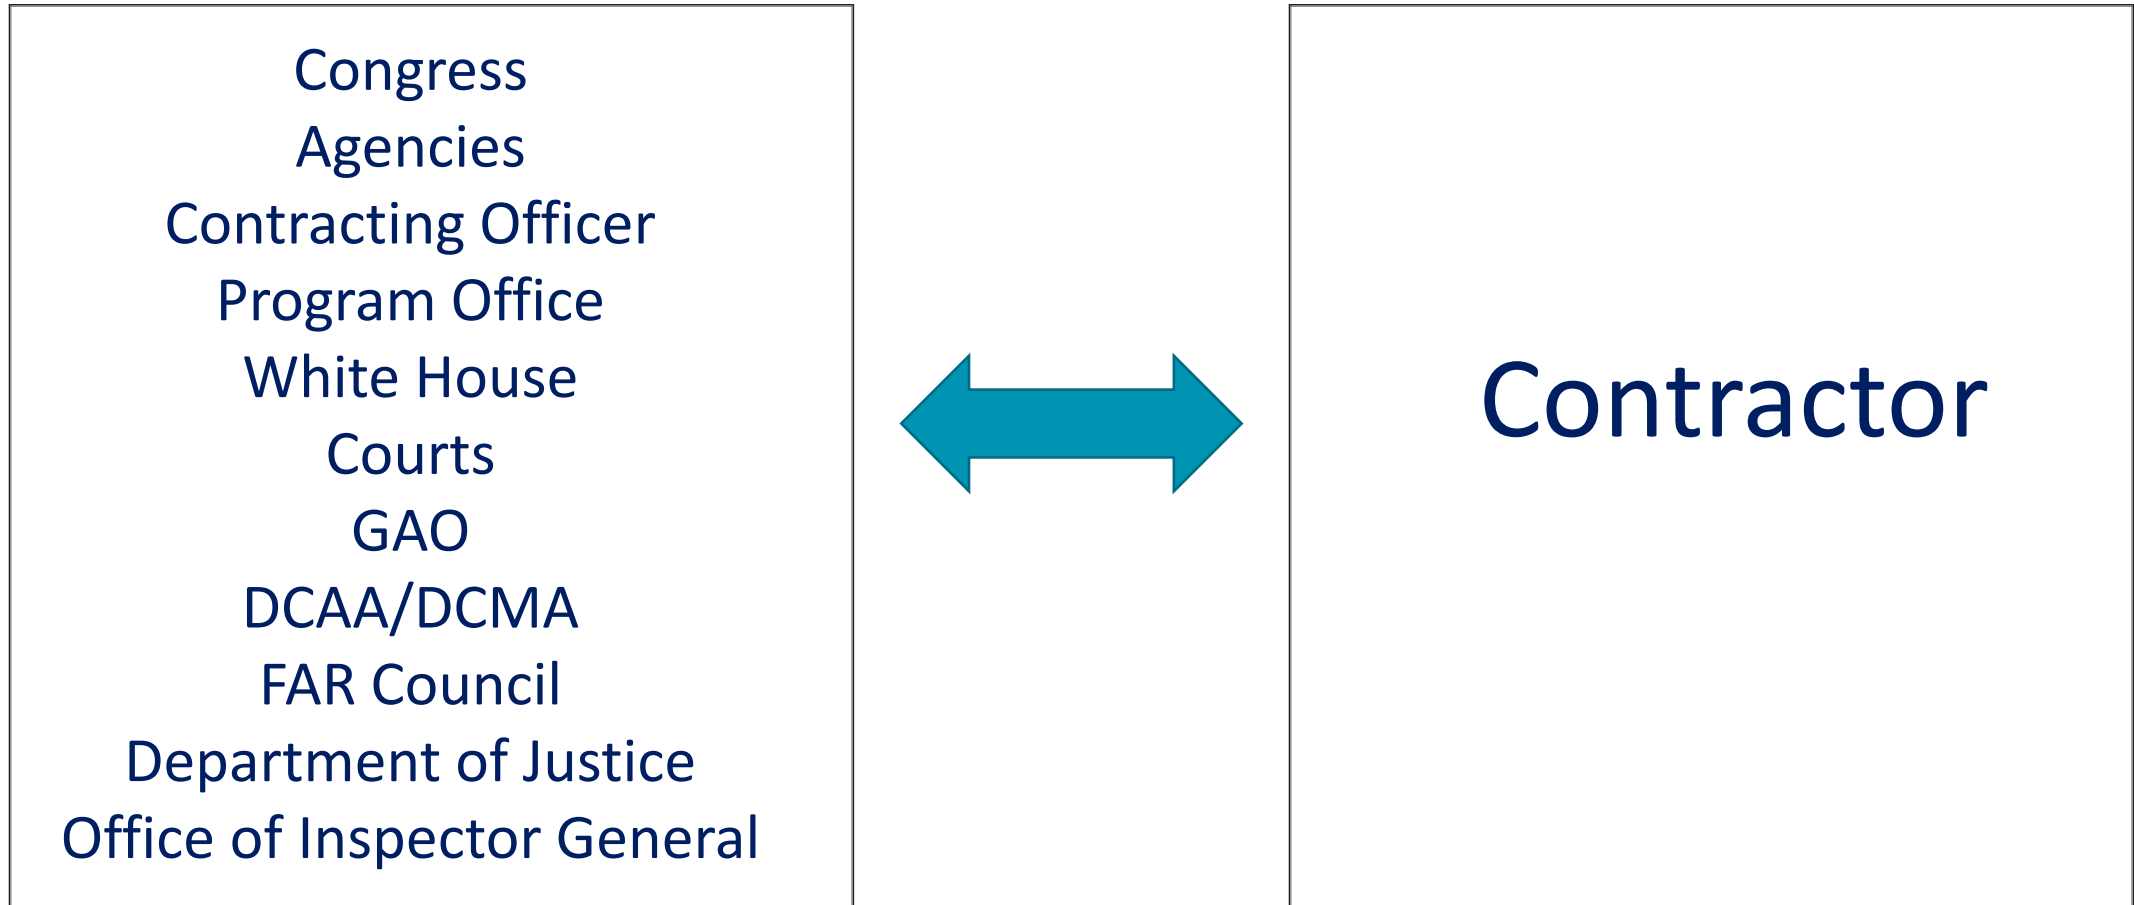 Congress
Agencies
Contracting Officer
Program Office
White House
Courts
GAO
DCAA/DCMA
FAR Council
Department of Justice
Office of Inspector General
Contractor